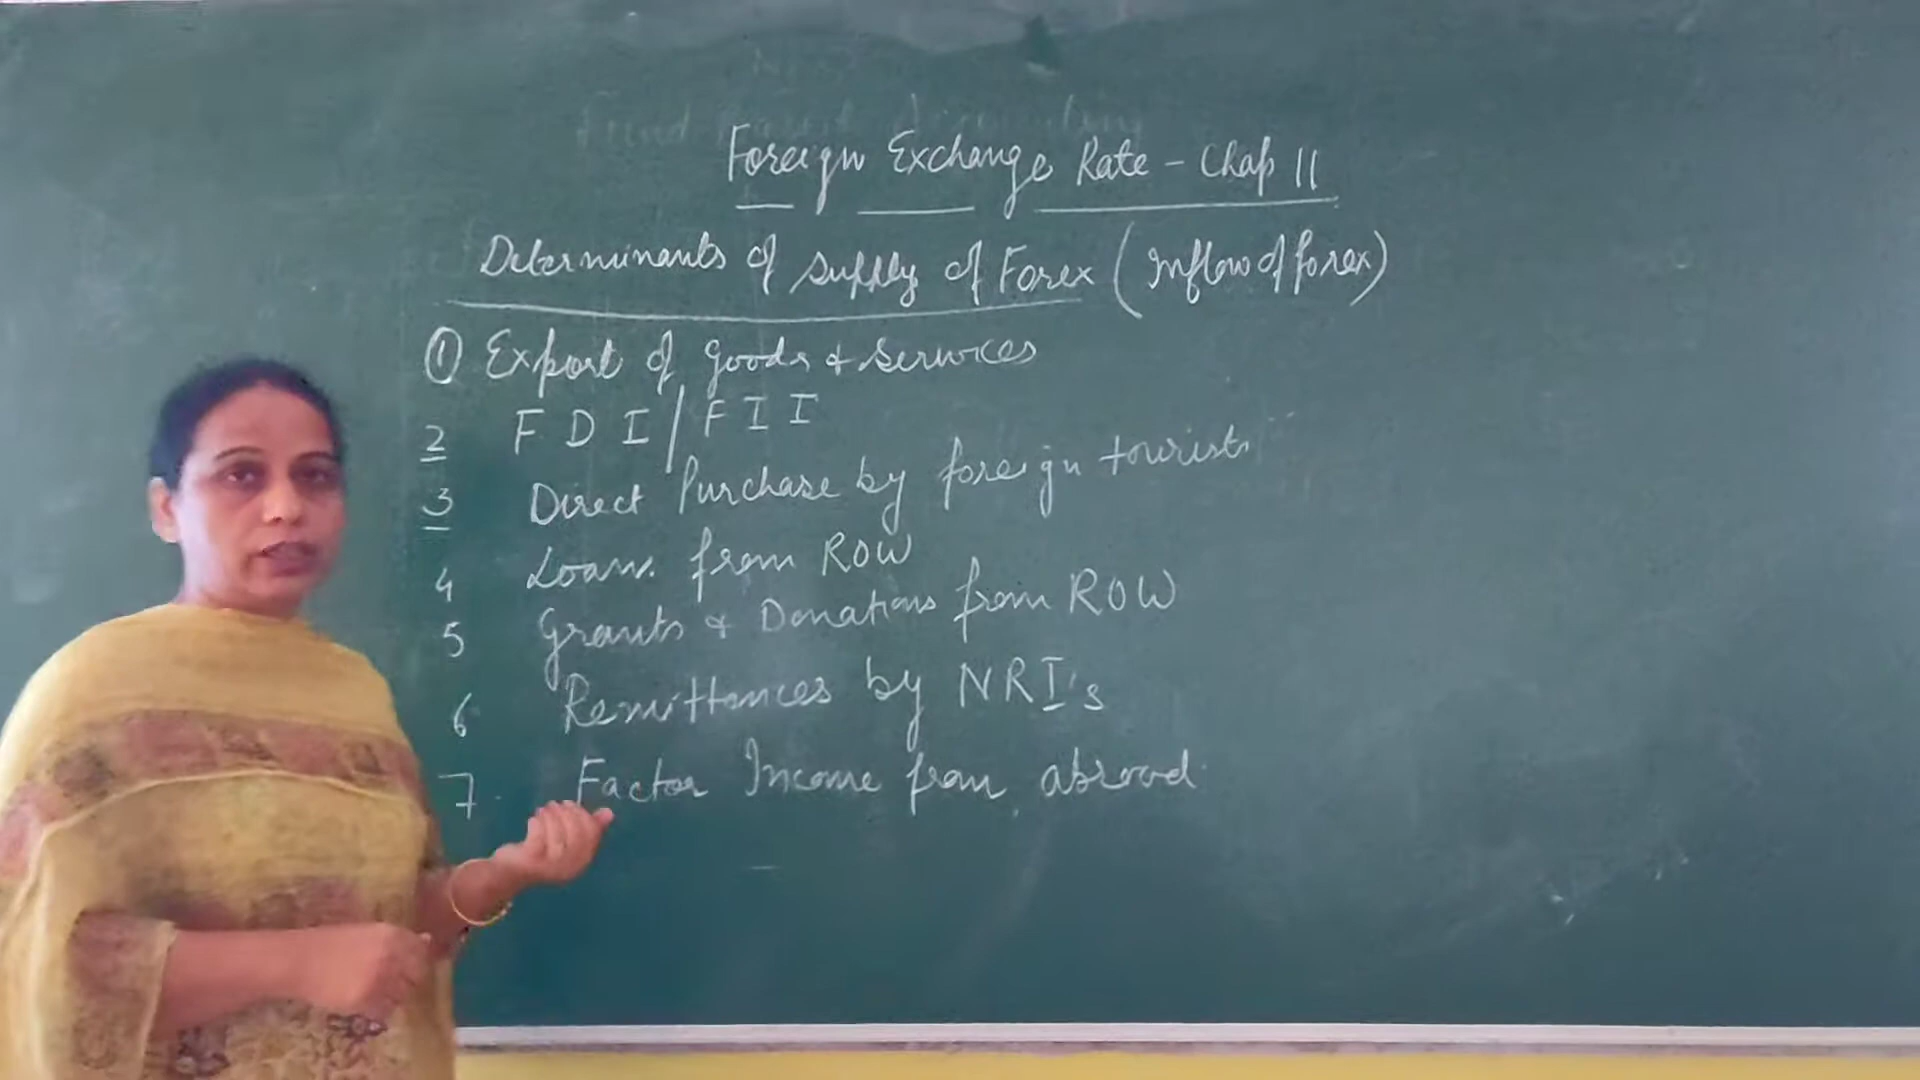 Foreign Exchange Rate - Chap 11
Determinants of supply of Forex (Inflow of forex)
① Export of goods & services
2 FDI/FII
3 Direct Purchase by foreign tourists
4 Loans from ROW
5 Grants & Donations from ROW
6 Remittances by NRI's
7 Factor Income from abroad